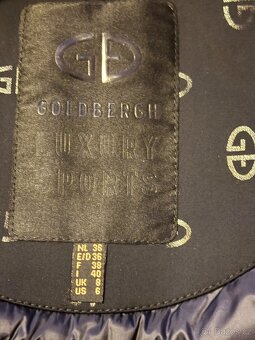 GOLDBERGH
LUXURY
SPORTS
NL 36
E/D 36
F 38
I 40
UK 8
US 6